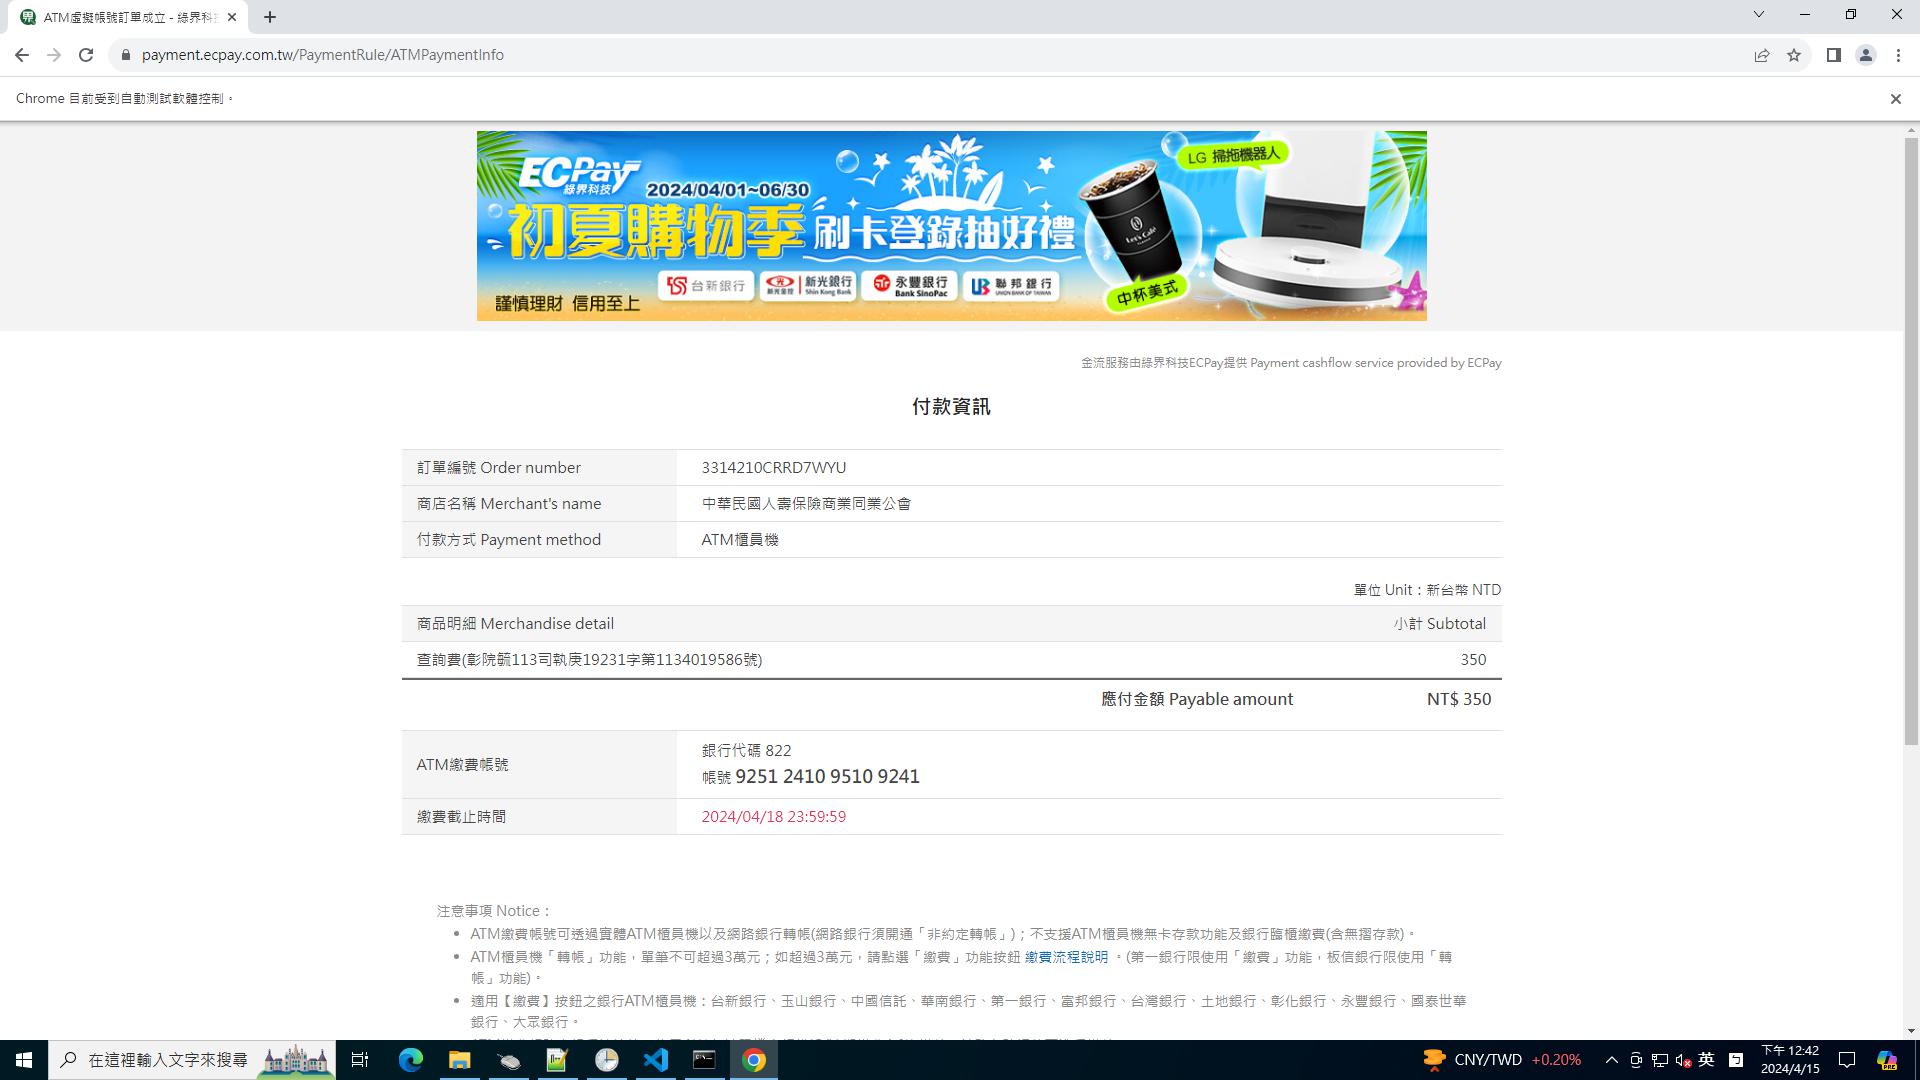 ATM虛擬帳號訂單成立 - 綠界科
payment.ecpay.com.tw/PaymentRule/ATMPaymentInfo
Chrome 目前受到自動測試軟體控制。
ECPay
綠界科技
2024/04/01~06/30
初夏購物季 刷卡登錄抽好禮
LG 掃拖機器人
Let's Café
台新銀行
新光銀行
Shin Kong Bank
永豐銀行
Bank SinoPac
聯邦銀行
UNION BANK OF TAIWAN
中杯美式
謹慎理財 信用至上
金流服務由綠界科技ECPay提供 Payment cashflow service provided by ECPay
付款資訊
訂單編號 Order number 3314210CRRD7WYU
商店名稱 Merchant's name 中華民國人壽保險商業同業公會
付款方式 Payment method ATM櫃員機
單位 Unit：新台幣 NTD
商品明細 Merchandise detail 小計 Subtotal
查詢費(彰院毓113司執庚19231字第1134019586號) 350
應付金額 Payable amount NT$ 350
ATM繳費帳號
銀行代碼 822
帳號 9251 2410 9510 9241
繳費截止時間 2024/04/18 23:59:59
注意事項 Notice：
ATM繳費帳號可透過實體ATM櫃員機以及網路銀行轉帳(網路銀行須開通「非約定轉帳」)；不支援ATM櫃員機無卡存款功能及銀行臨櫃繳費(含無摺存款)。
ATM櫃員機「轉帳」功能，單筆不可超過3萬元；如超過3萬元，請點選「繳費」功能按鈕 繳費流程說明 。(第一銀行限使用「繳費」功能，板信銀行限使用「轉
帳」功能)。
適用【繳費】按鈕之銀行ATM櫃員機：台新銀行、玉山銀行、中國信託、華南銀行、第一銀行、富邦銀行、台灣銀行、土地銀行、彰化銀行、永豐銀行、國泰世華
銀行、大眾銀行。
在這裡輸入文字來搜尋
CNY/TWD +0.20%
英
下午 12:42
2024/4/15